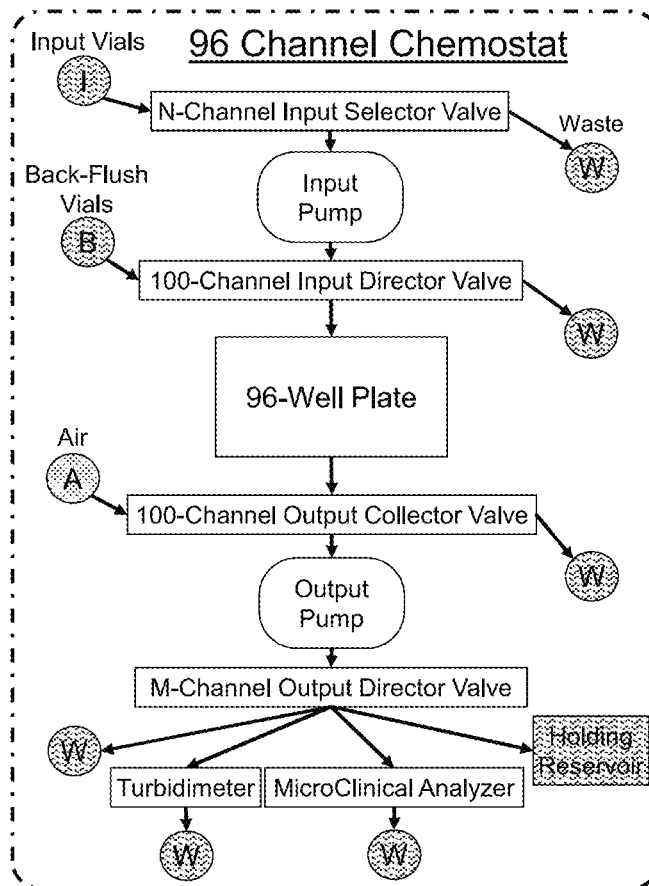 96 Channel Chemostat
Input Vials
I
N-Channel Input Selector Valve
Waste
W
Input
Pump
Back-Flush
Vials
B
100-Channel Input Director Valve
W
96-Well Plate
Air
A
100-Channel Output Collector Valve
W
Output
Pump
M-Channel Output Director Valve
W
Holding
Reservoir
Turbidimeter
MicroClinical Analyzer
W
W